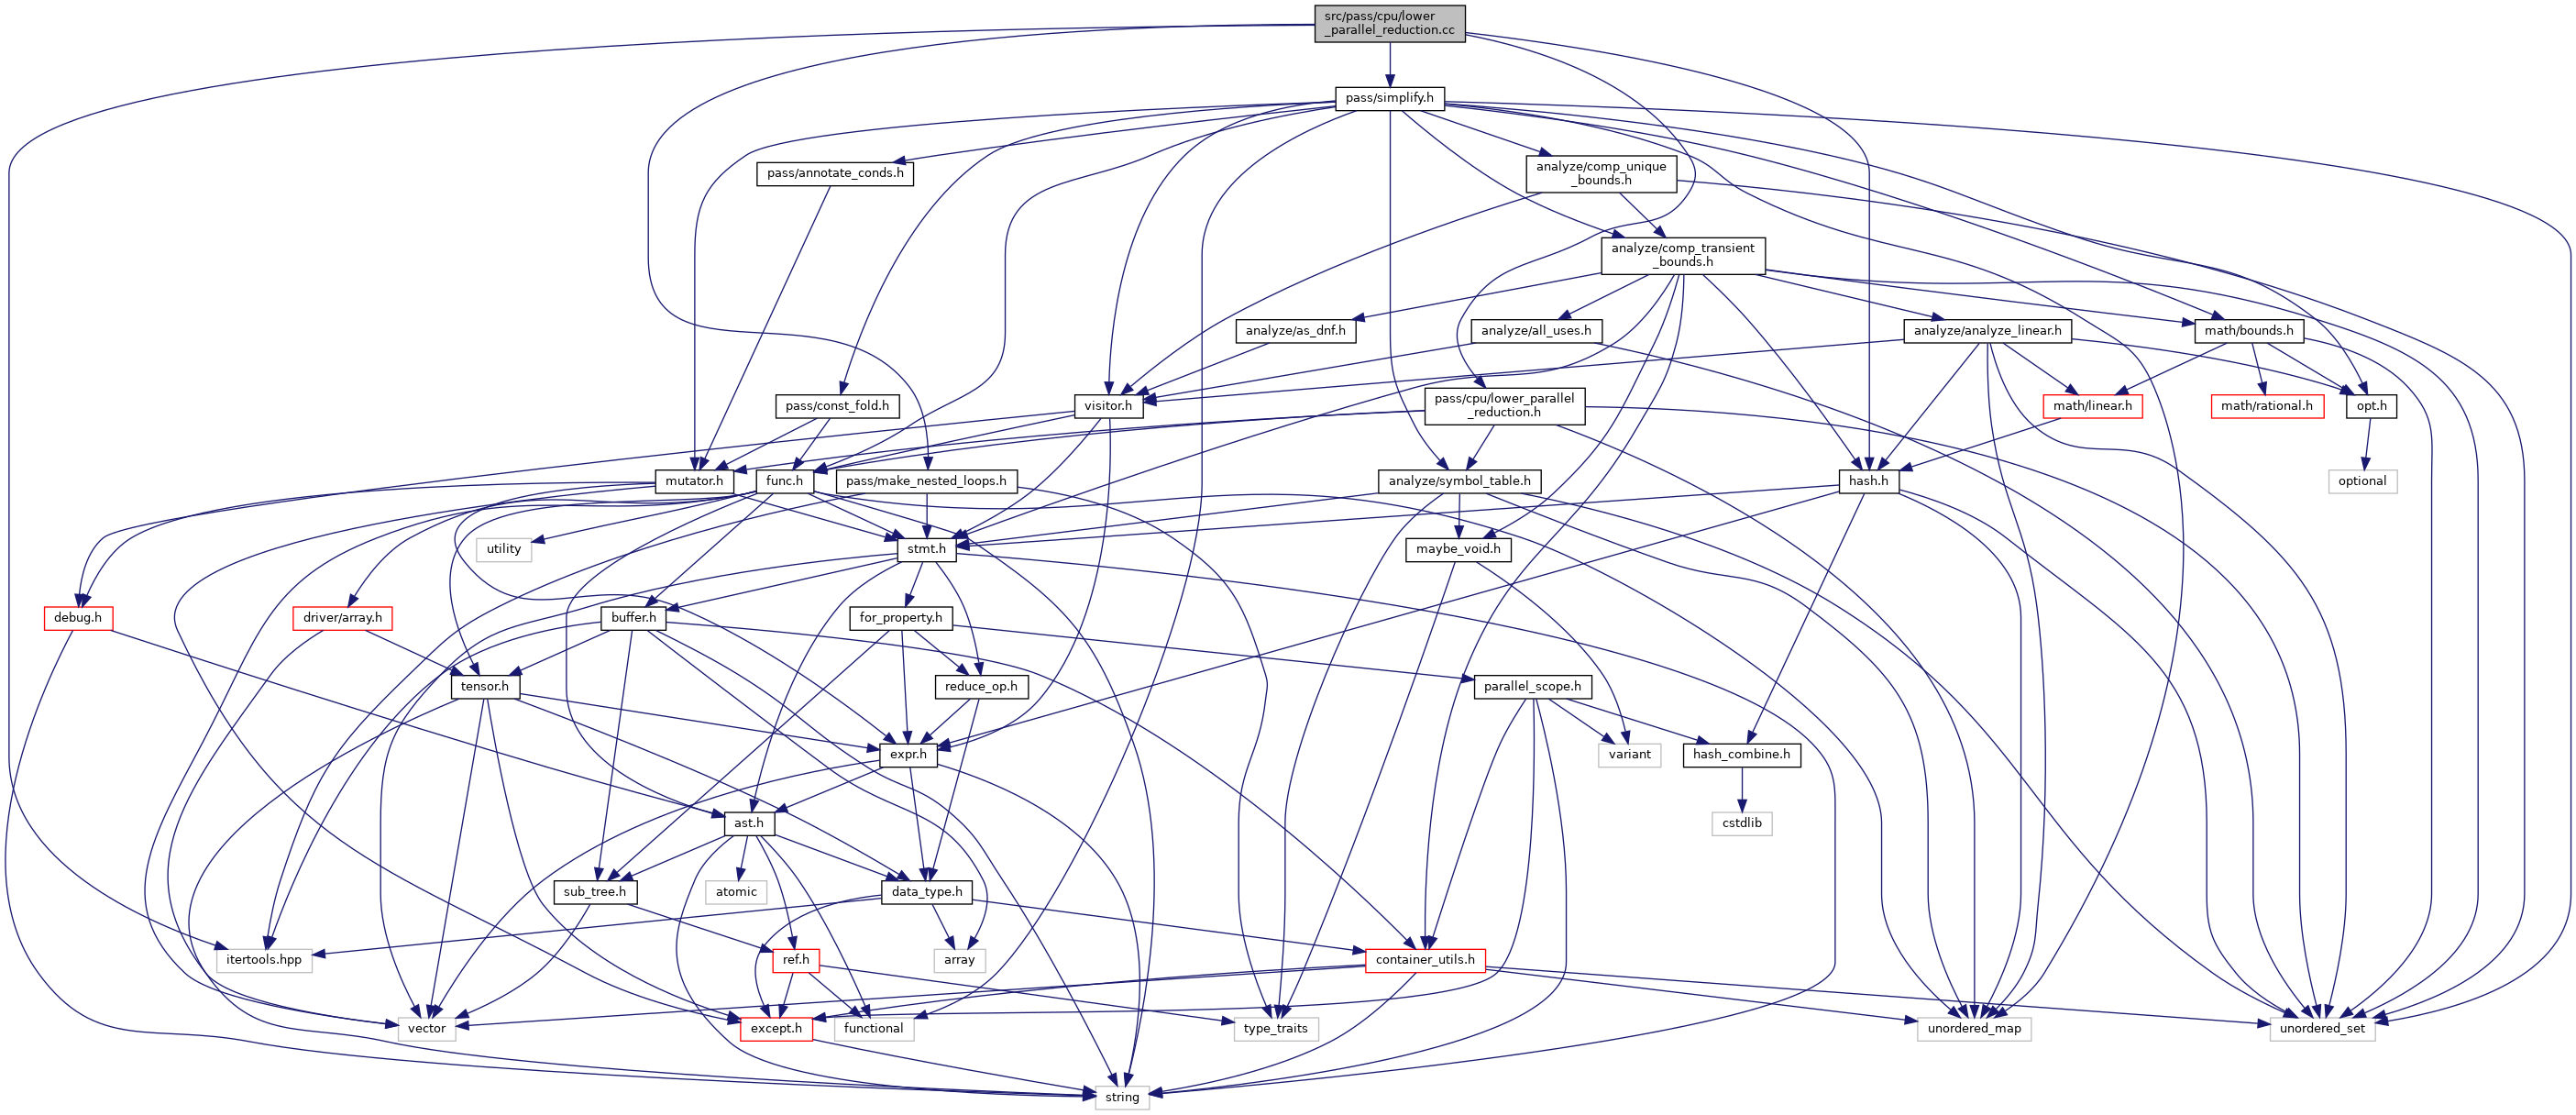 src/pass/cpu/lower
_parallel_reduction.cc
pass/simplify.h
pass/annotate_conds.h
analyze/comp_unique
_bounds.h
analyze/comp_transient
_bounds.h
analyze/as_dnf.h
analyze/all_uses.h
analyze/analyze_linear.h
math/bounds.h
pass/const_fold.h
visitor.h
pass/cpu/lower_parallel
_reduction.h
math/linear.h
math/rational.h
opt.h
mutator.h
func.h
pass/make_nested_loops.h
analyze/symbol_table.h
hash.h
optional
utility
stmt.h
maybe_void.h
debug.h
driver/array.h
buffer.h
for_property.h
tensor.h
reduce_op.h
parallel_scope.h
expr.h
variant
hash_combine.h
ast.h
cstdlib
sub_tree.h
atomic
data_type.h
itertools.hpp
ref.h
array
container_utils.h
vector
except.h
functional
type_traits
unordered_map
unordered_set
string